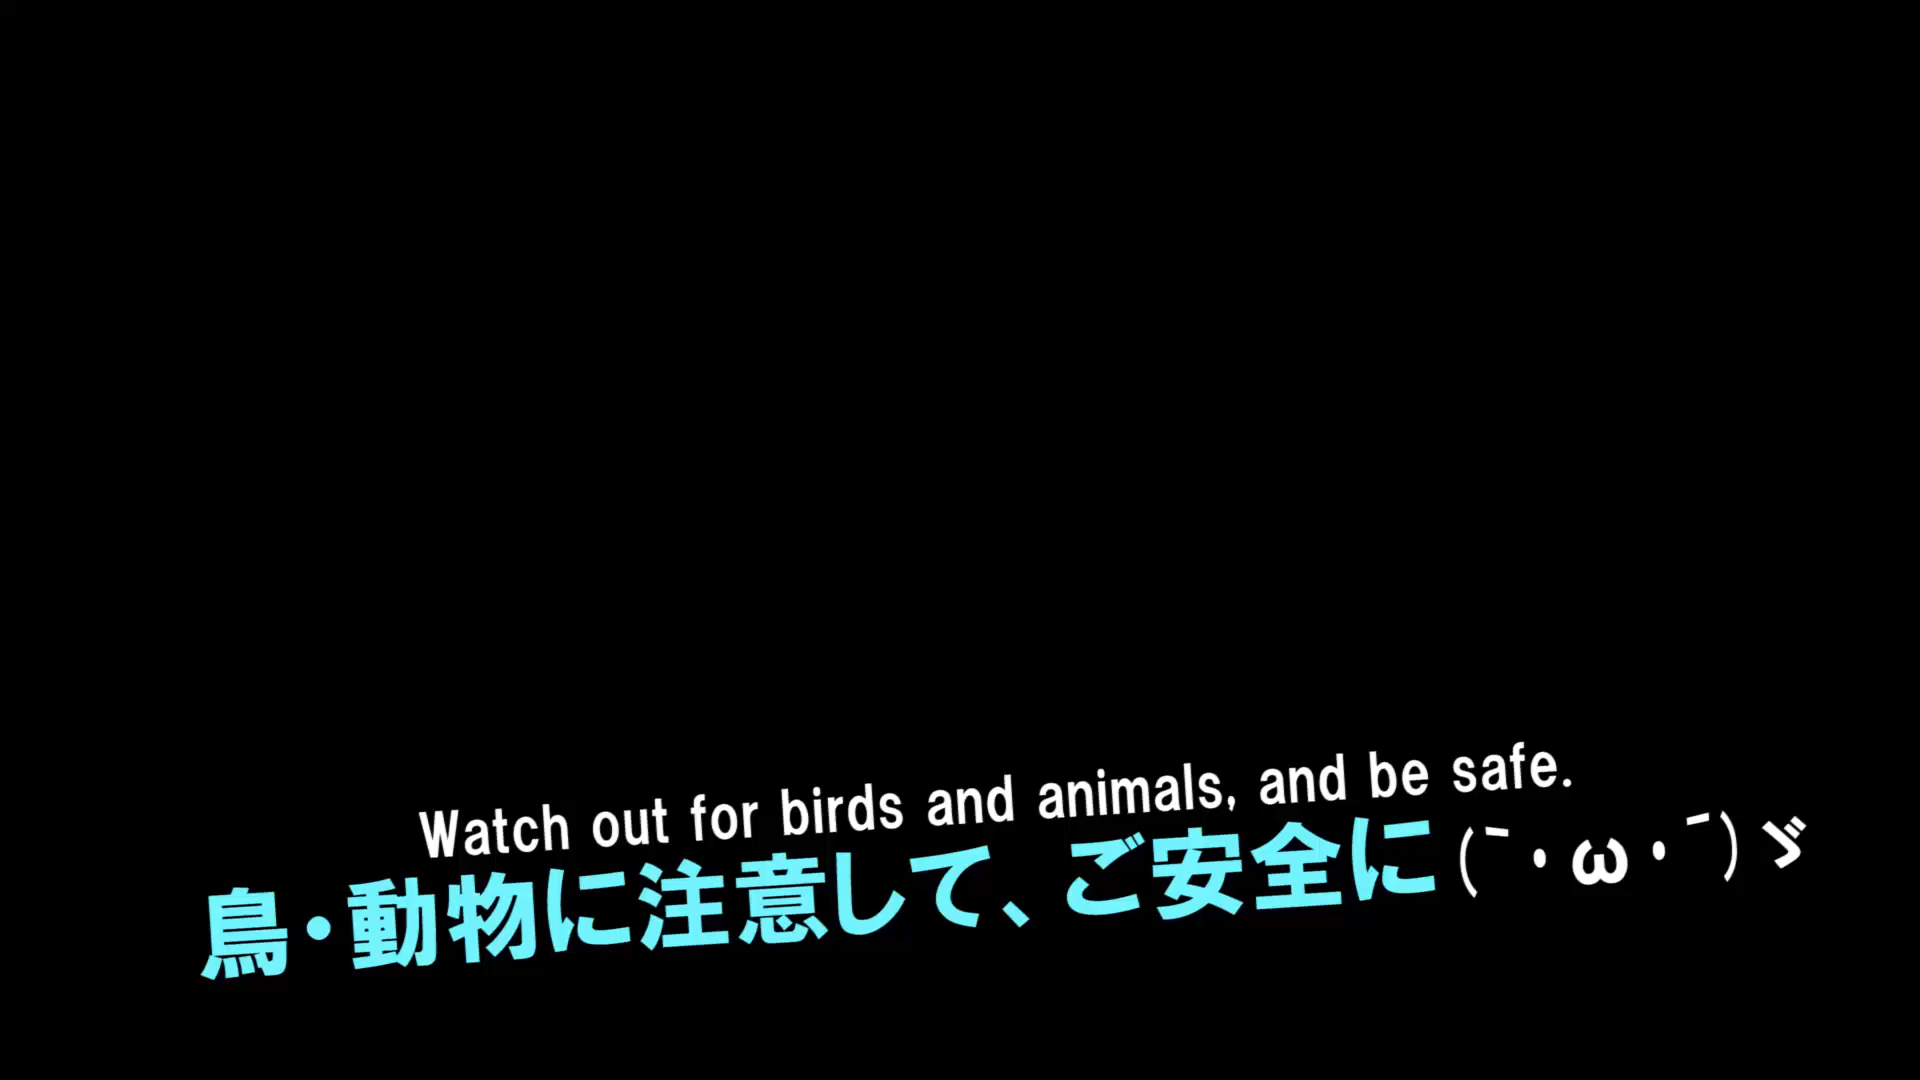 Watch out for birds and animals, and be safe.
鳥・動物に注意して、ご安全に(¯・ω・¯)ゞ